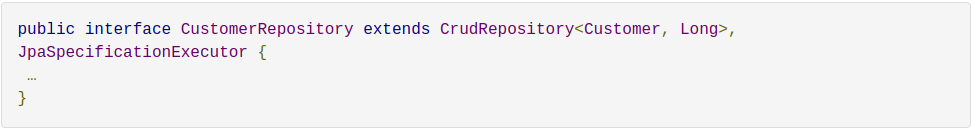 public interface CustomerRepository extends CrudRepository<Customer, Long>,
JpaSpecificationExecutor {
 …
}